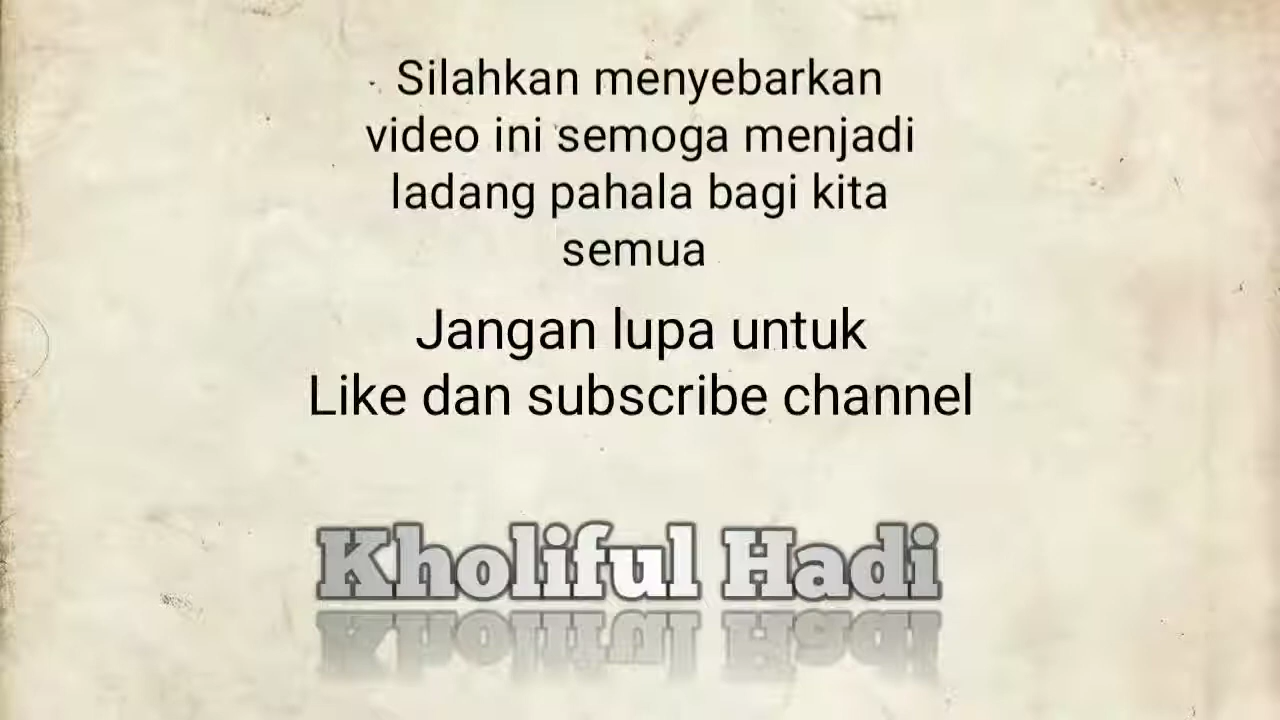 Silahkan menyebarkan
video ini semoga menjadi
ladang pahala bagi kita
semua
Jangan lupa untuk
Like dan subscribe channel
Kholiful Hadi